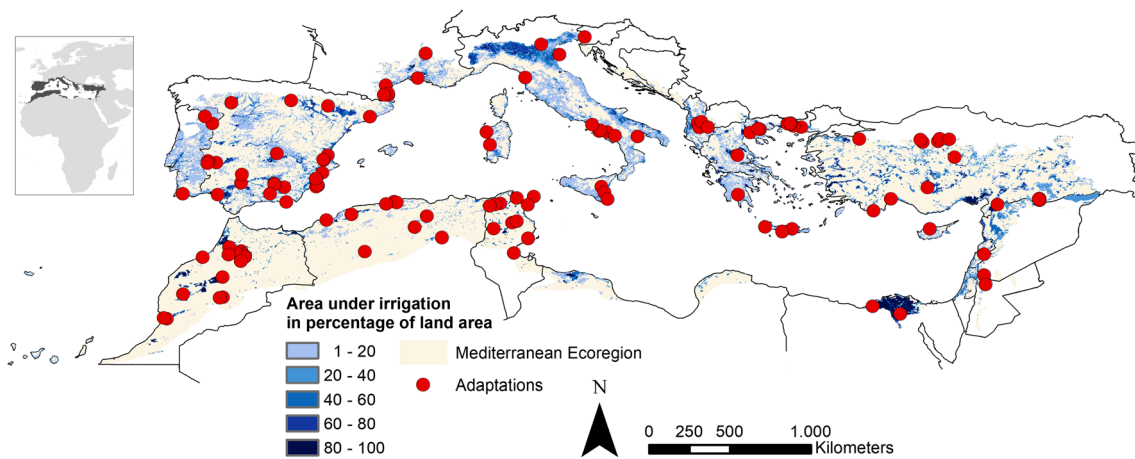 Area under irrigation
in percentage of land area
1 - 20
20 - 40
40 - 60
60 - 80
80 - 100
Mediterranean Ecoregion
Adaptations
N
0 250 500 1.000
Kilometers